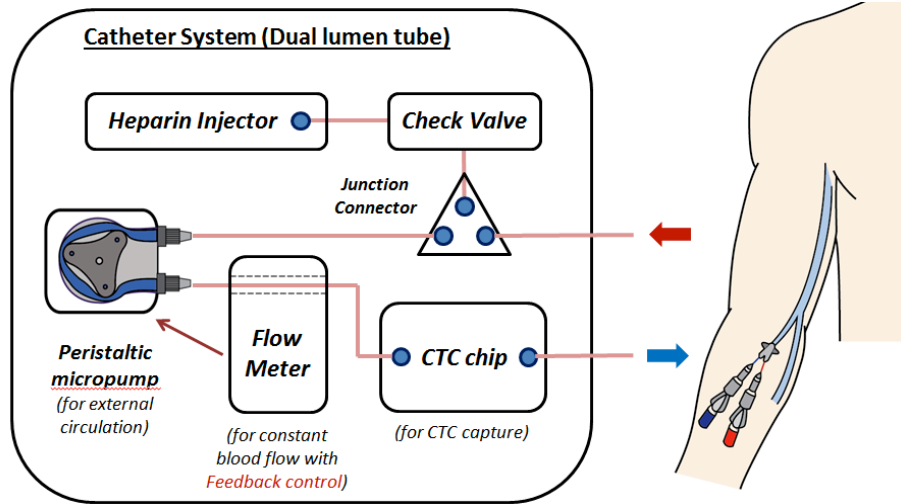 Catheter System (Dual lumen tube)
Heparin Injector
Check Valve
Junction
Connector
Peristaltic
micropump
(for external
circulation)
Flow
Meter
(for constant
blood flow with
Feedback control)
CTC chip
(for CTC capture)